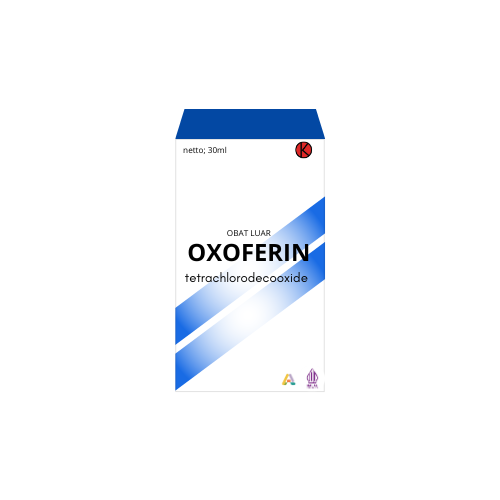 netto; 30ml
K
OBAT LUAR
OXOFERIN
tetrachlorodecooxide